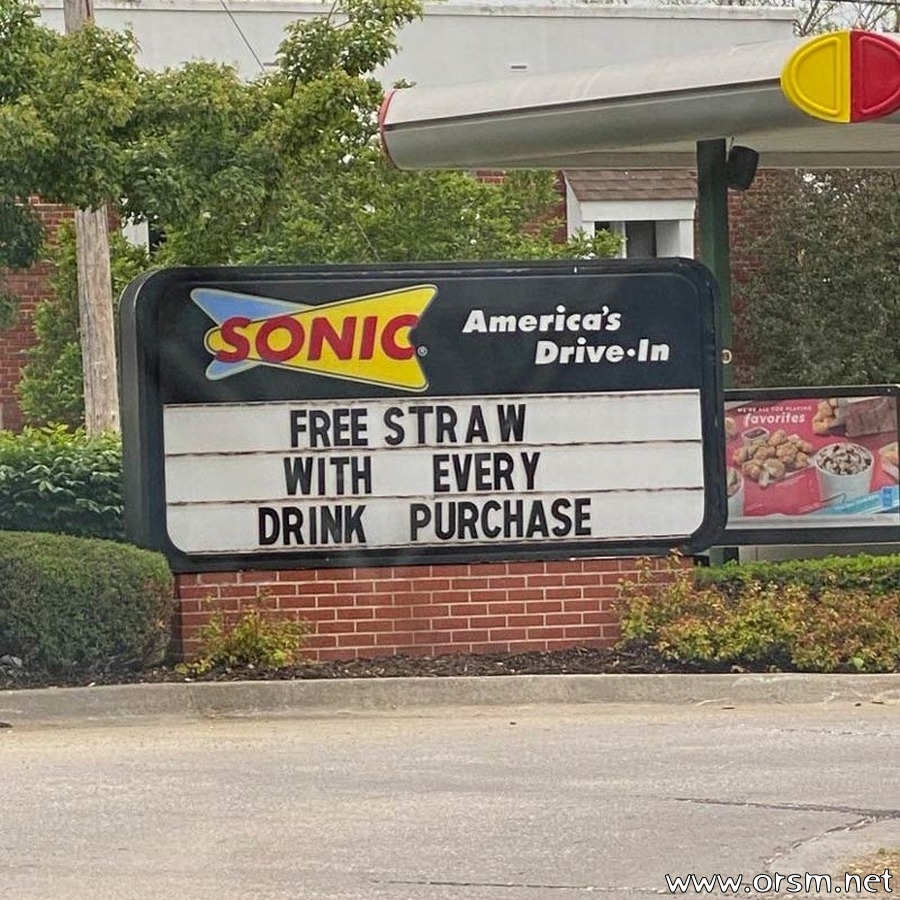 SONIC®
America's
Drive-In
FREE STRAW
WITH EVERY
DRINK PURCHASE
favorites
www.orsm.net